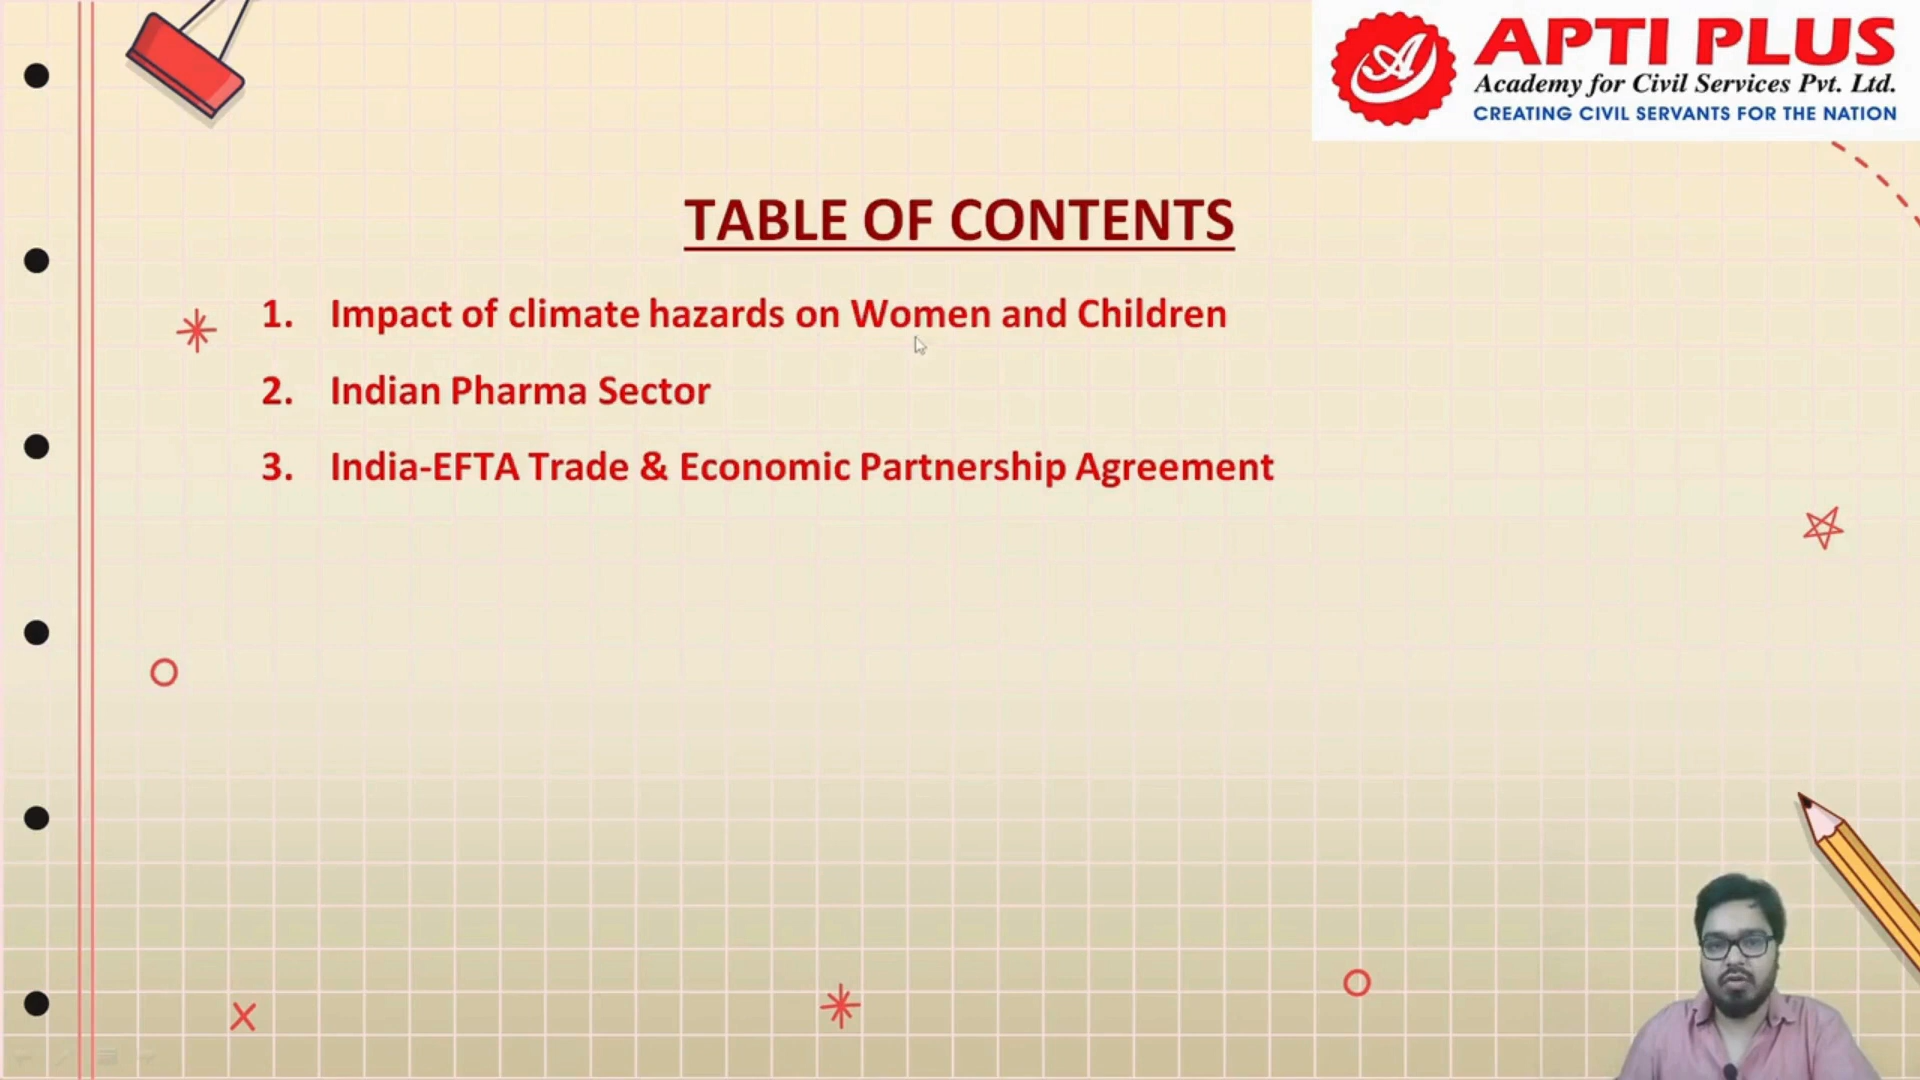 APTI PLUS
Academy for Civil Services Pvt. Ltd.
CREATING CIVIL SERVANTS FOR THE NATION
TABLE OF CONTENTS
1. Impact of climate hazards on Women and Children
2. Indian Pharma Sector
3. India-EFTA Trade & Economic Partnership Agreement